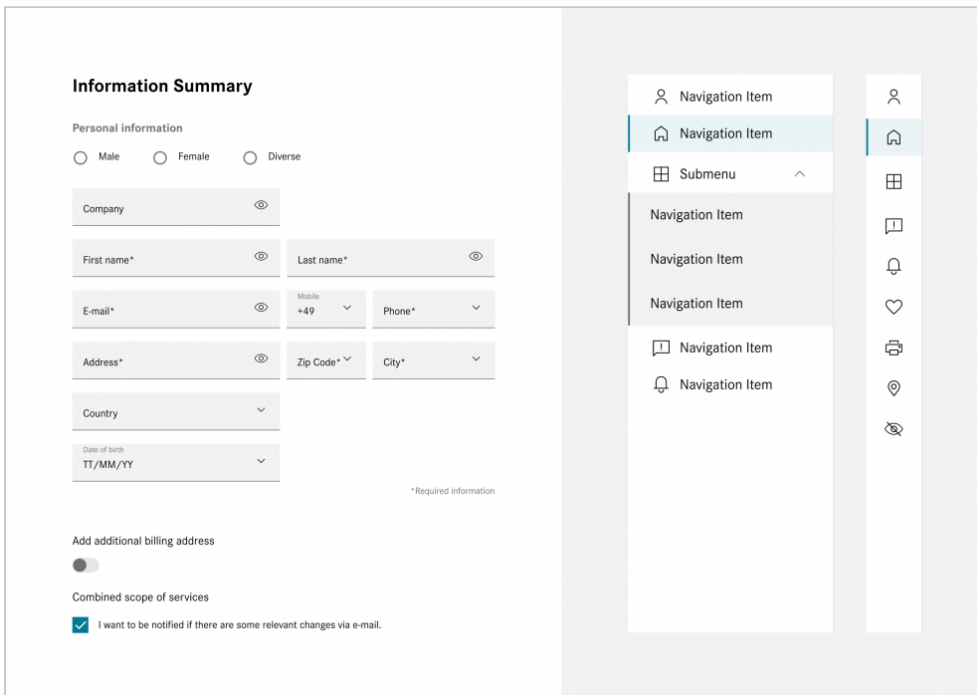 Information Summary
Personal information
Male Female Diverse
Company
First name* Last name*
E-mail* Mobile +49 Phone*
Address* Zip Code* City*
Country
Date of birth
TT/MM/YY
*Required information
Add additional billing address
Combined scope of services
I want to be notified if there are some relevant changes via e-mail.
Navigation Item
Navigation Item
Submenu
Navigation Item
Navigation Item
Navigation Item
Navigation Item
Navigation Item